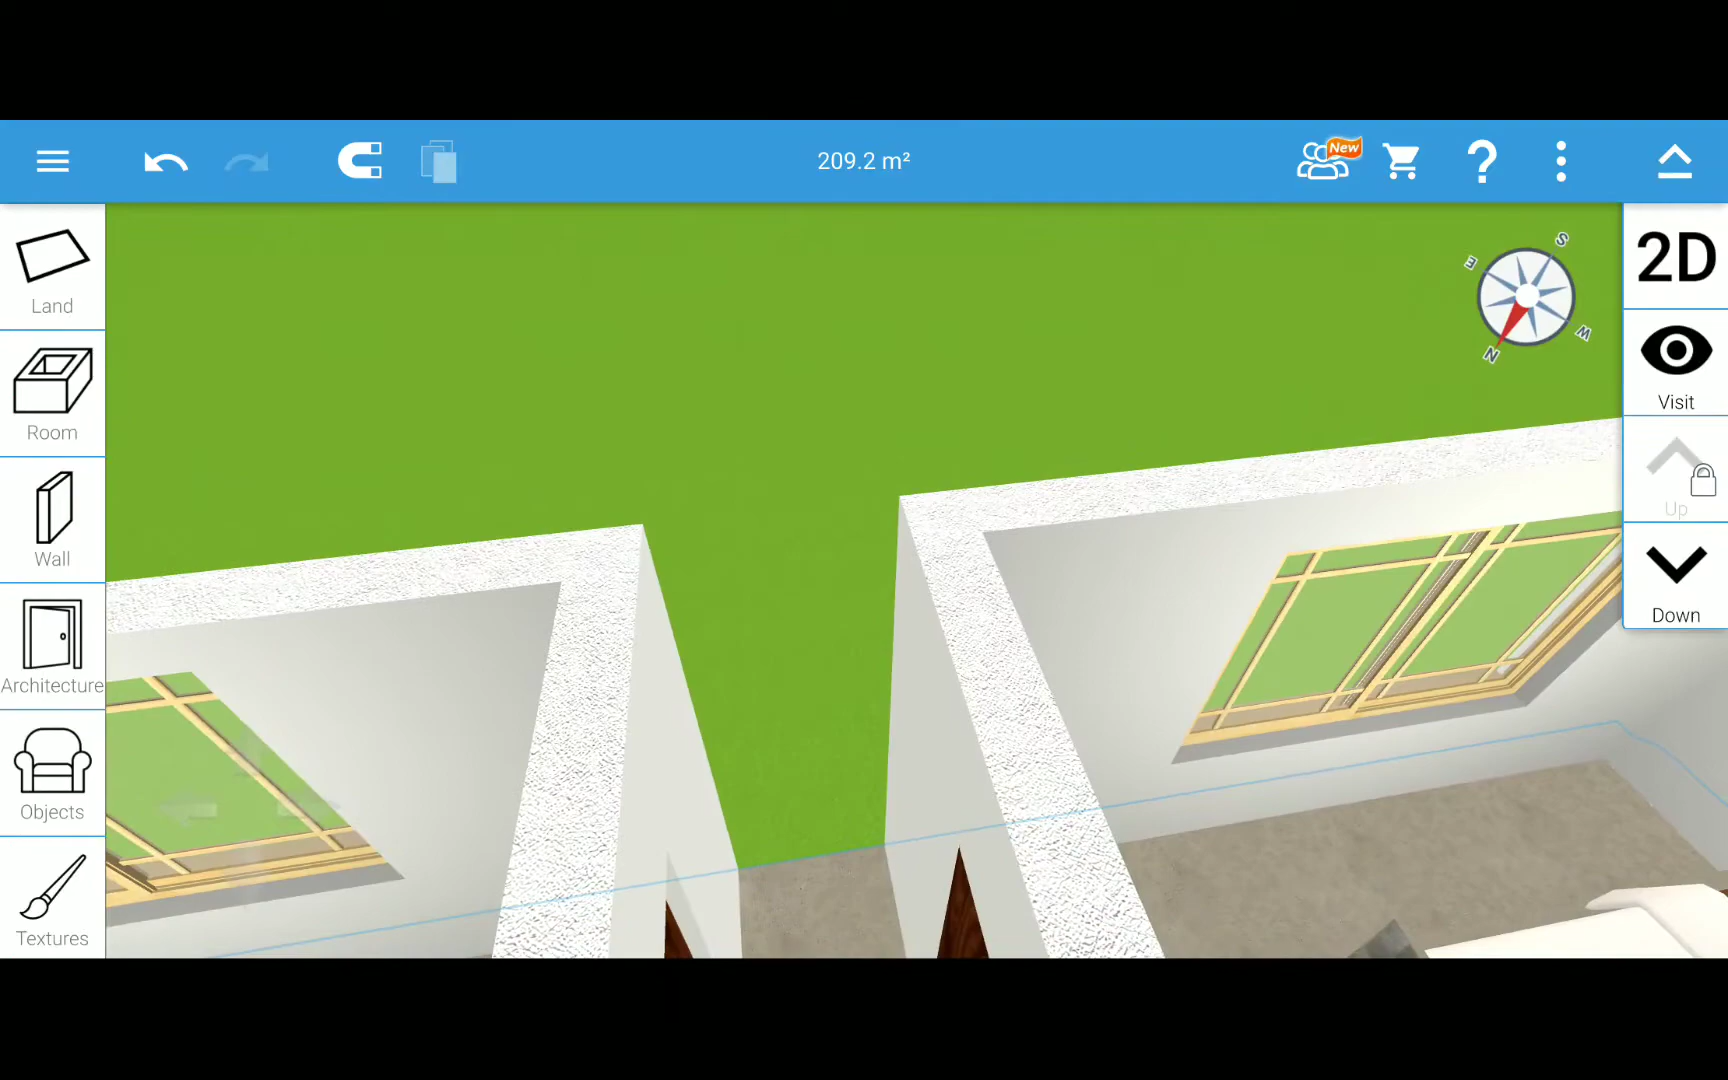 209.2 m²
New
Land
Room
Wall
Architecture
Objects
Textures
S
E
W
N
2D
Visit
Up
Down